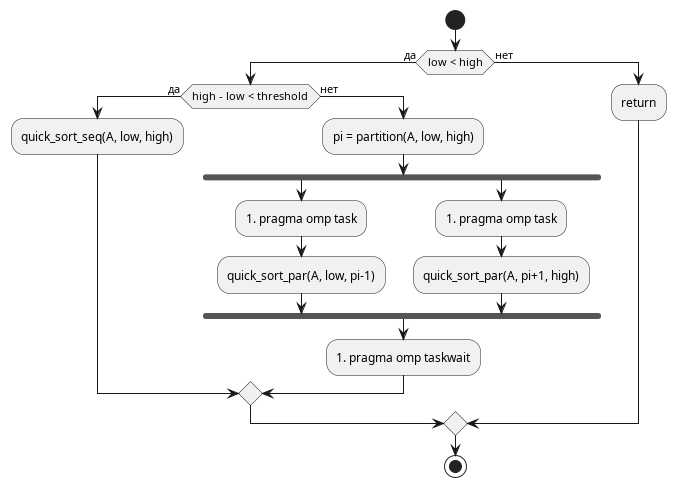 да
low < high
нет
да
high - low < threshold
нет
return
quick_sort_seq(A, low, high)
pi = partition(A, low, high)
1. pragma omp task
1. pragma omp task
quick_sort_par(A, low, pi-1)
quick_sort_par(A, pi+1, high)
1. pragma omp taskwait